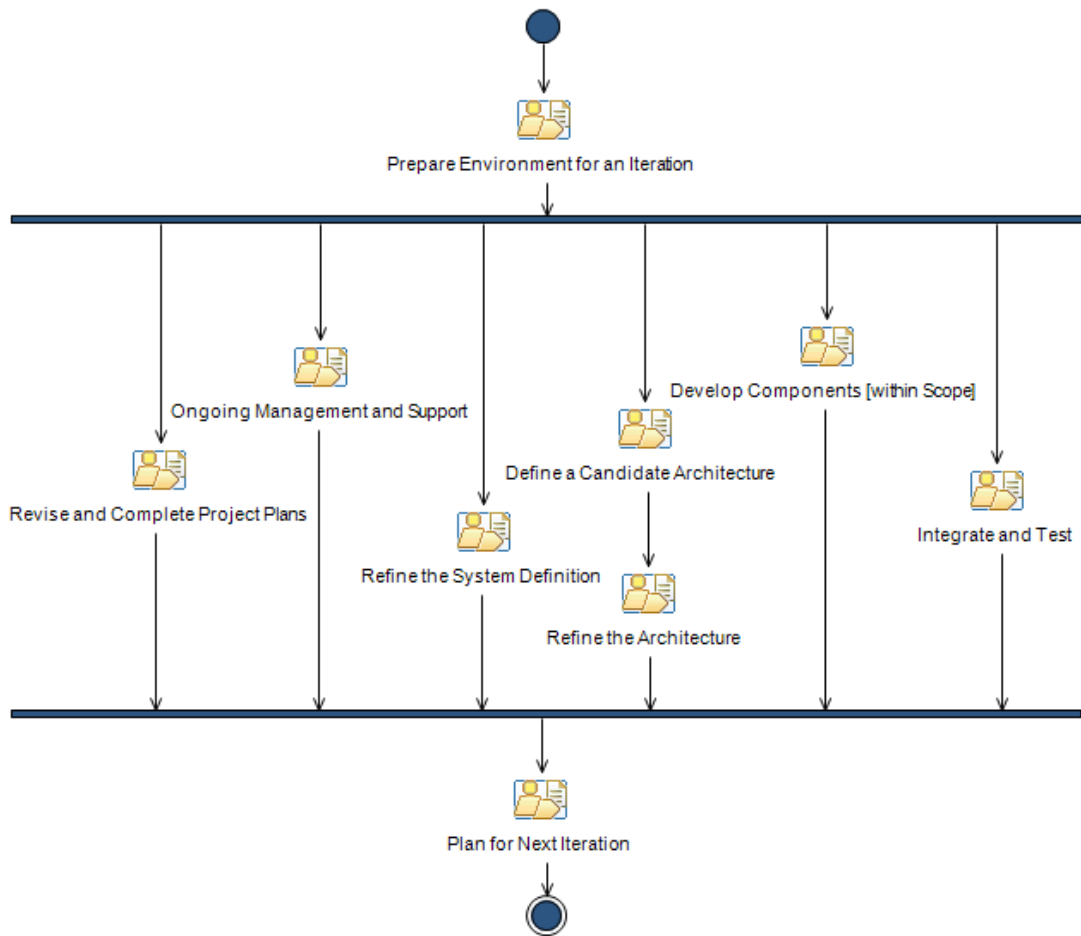 Prepare Environment for an Iteration
Ongoing Management and Support
Develop Components [within Scope]
Define a Candidate Architecture
Revise and Complete Project Plans
Integrate and Test
Refine the System Definition
Refine the Architecture
Plan for Next Iteration